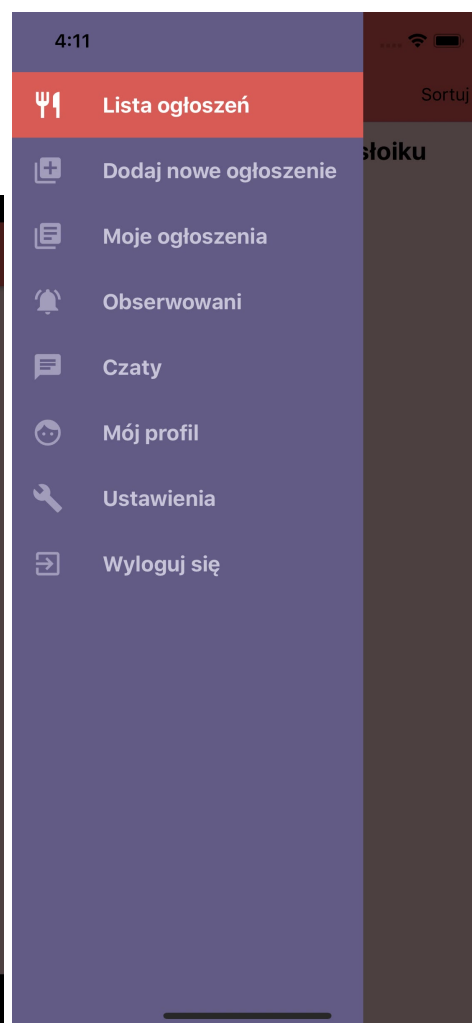 4:11
Sortuj
Lista ogłoszeń
słoiku
Dodaj nowe ogłoszenie
Moje ogłoszenia
Obserwowani
Czaty
Mój profil
Ustawienia
Wyloguj się